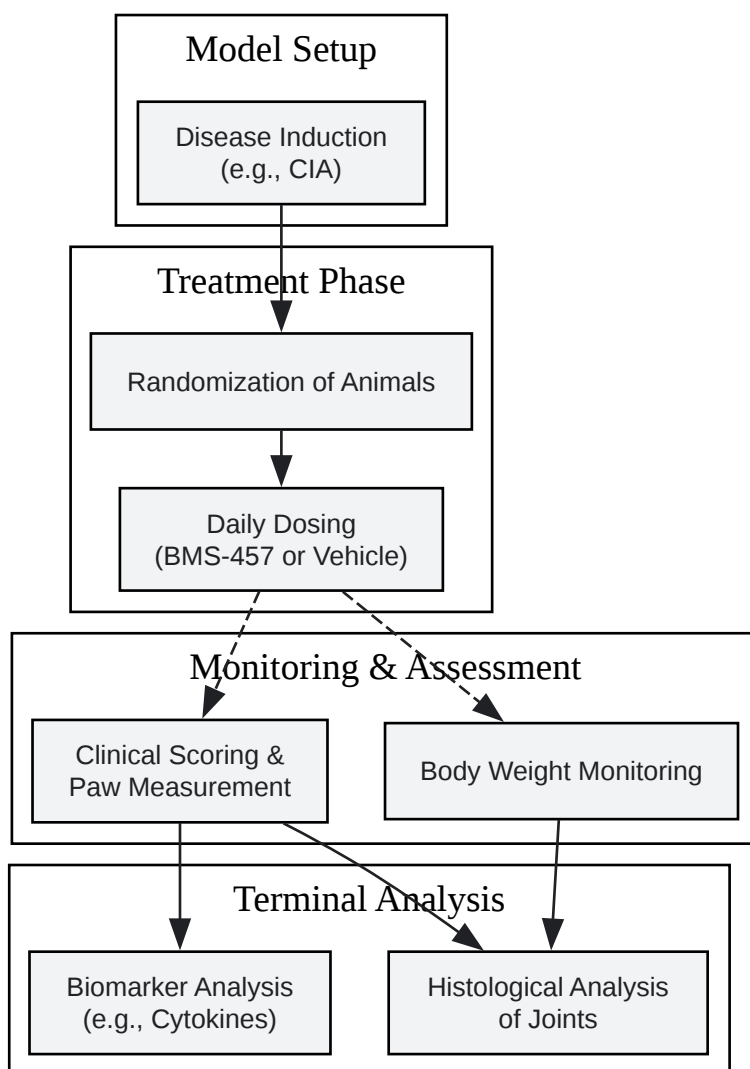 Model Setup
Disease Induction
(e.g., CIA)
Treatment Phase
Randomization of Animals
Daily Dosing
(BMS-457 or Vehicle)
Monitoring & Assessment
Clinical Scoring &
Paw Measurement
Body Weight Monitoring
Terminal Analysis
Biomarker Analysis
(e.g., Cytokines)
Histological Analysis
of Joints